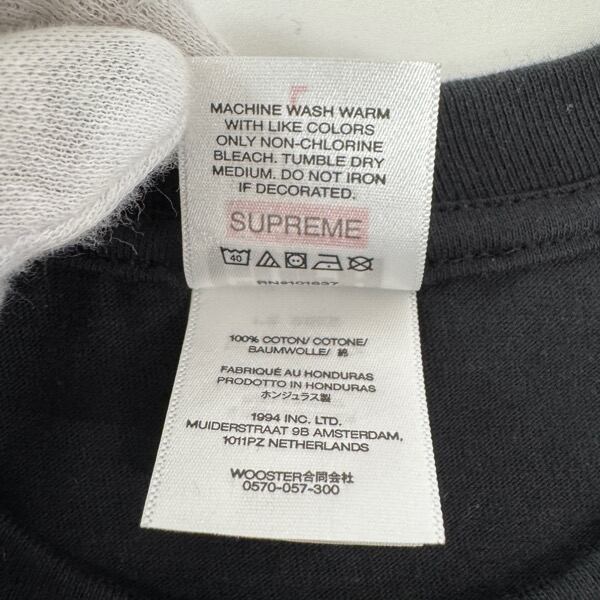 MACHINE WASH WARM
WITH LIKE COLORS
ONLY NON-CHLORINE
BLEACH. TUMBLE DRY
MEDIUM. DO NOT IRON
IF DECORATED.
SUPREME
40
100% COTON/ COTONE/
BAUMWOLLE/ 綿
FABRIQUÉ AU HONDURAS
PRODOTTO IN HONDURAS
ホンジュラス製
1994 INC. LTD.
MUIDERSTRAAT 9B AMSTERDAM,
1011PZ NETHERLANDS
WOOSTER合同会社
0570-057-300